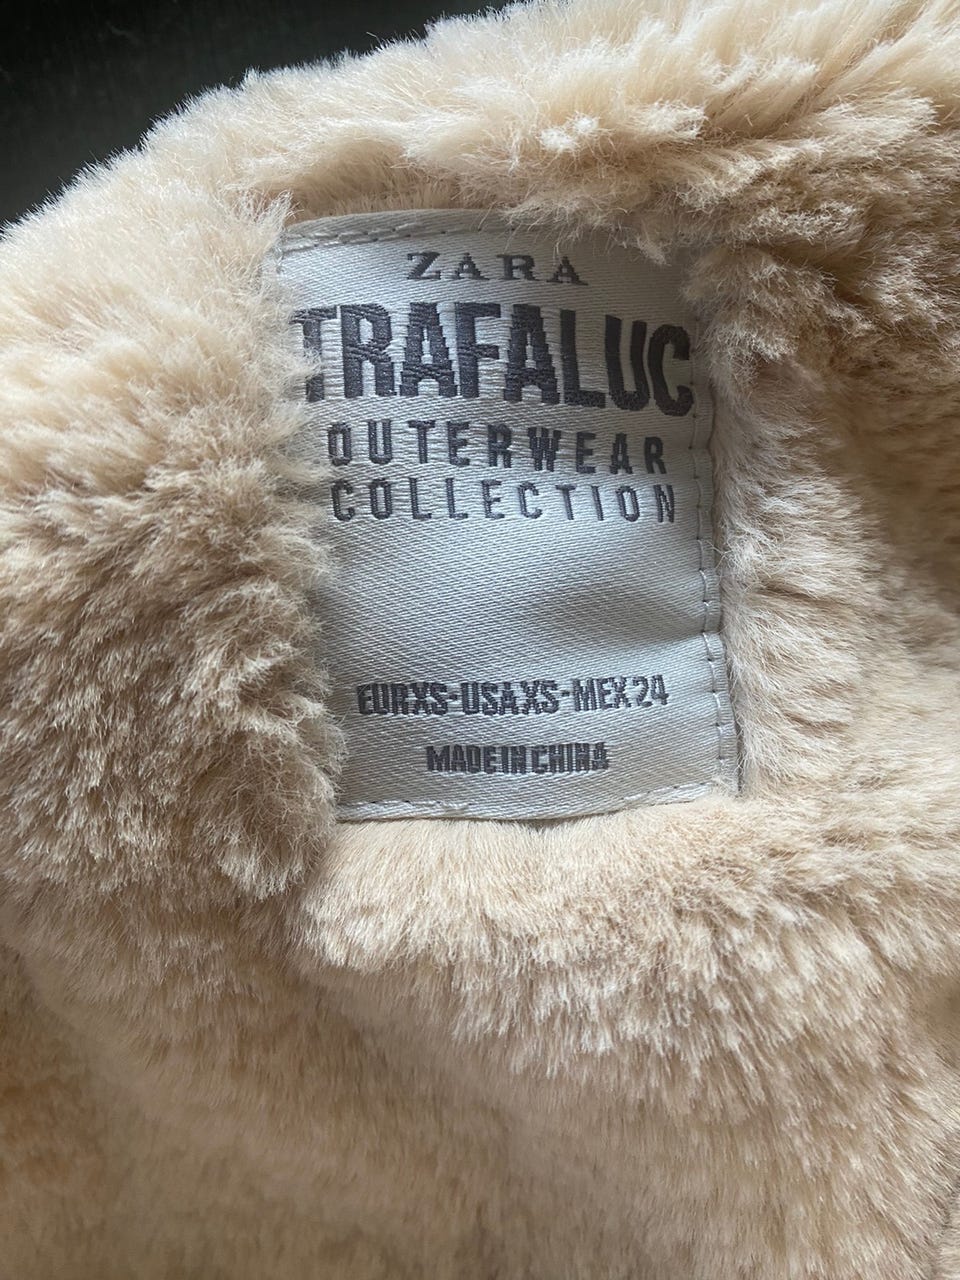 ZARA
TRAFALUC
OUTERWEAR
COLLECTION
EURXS-USAXS-MEX24
MADE IN CHINA